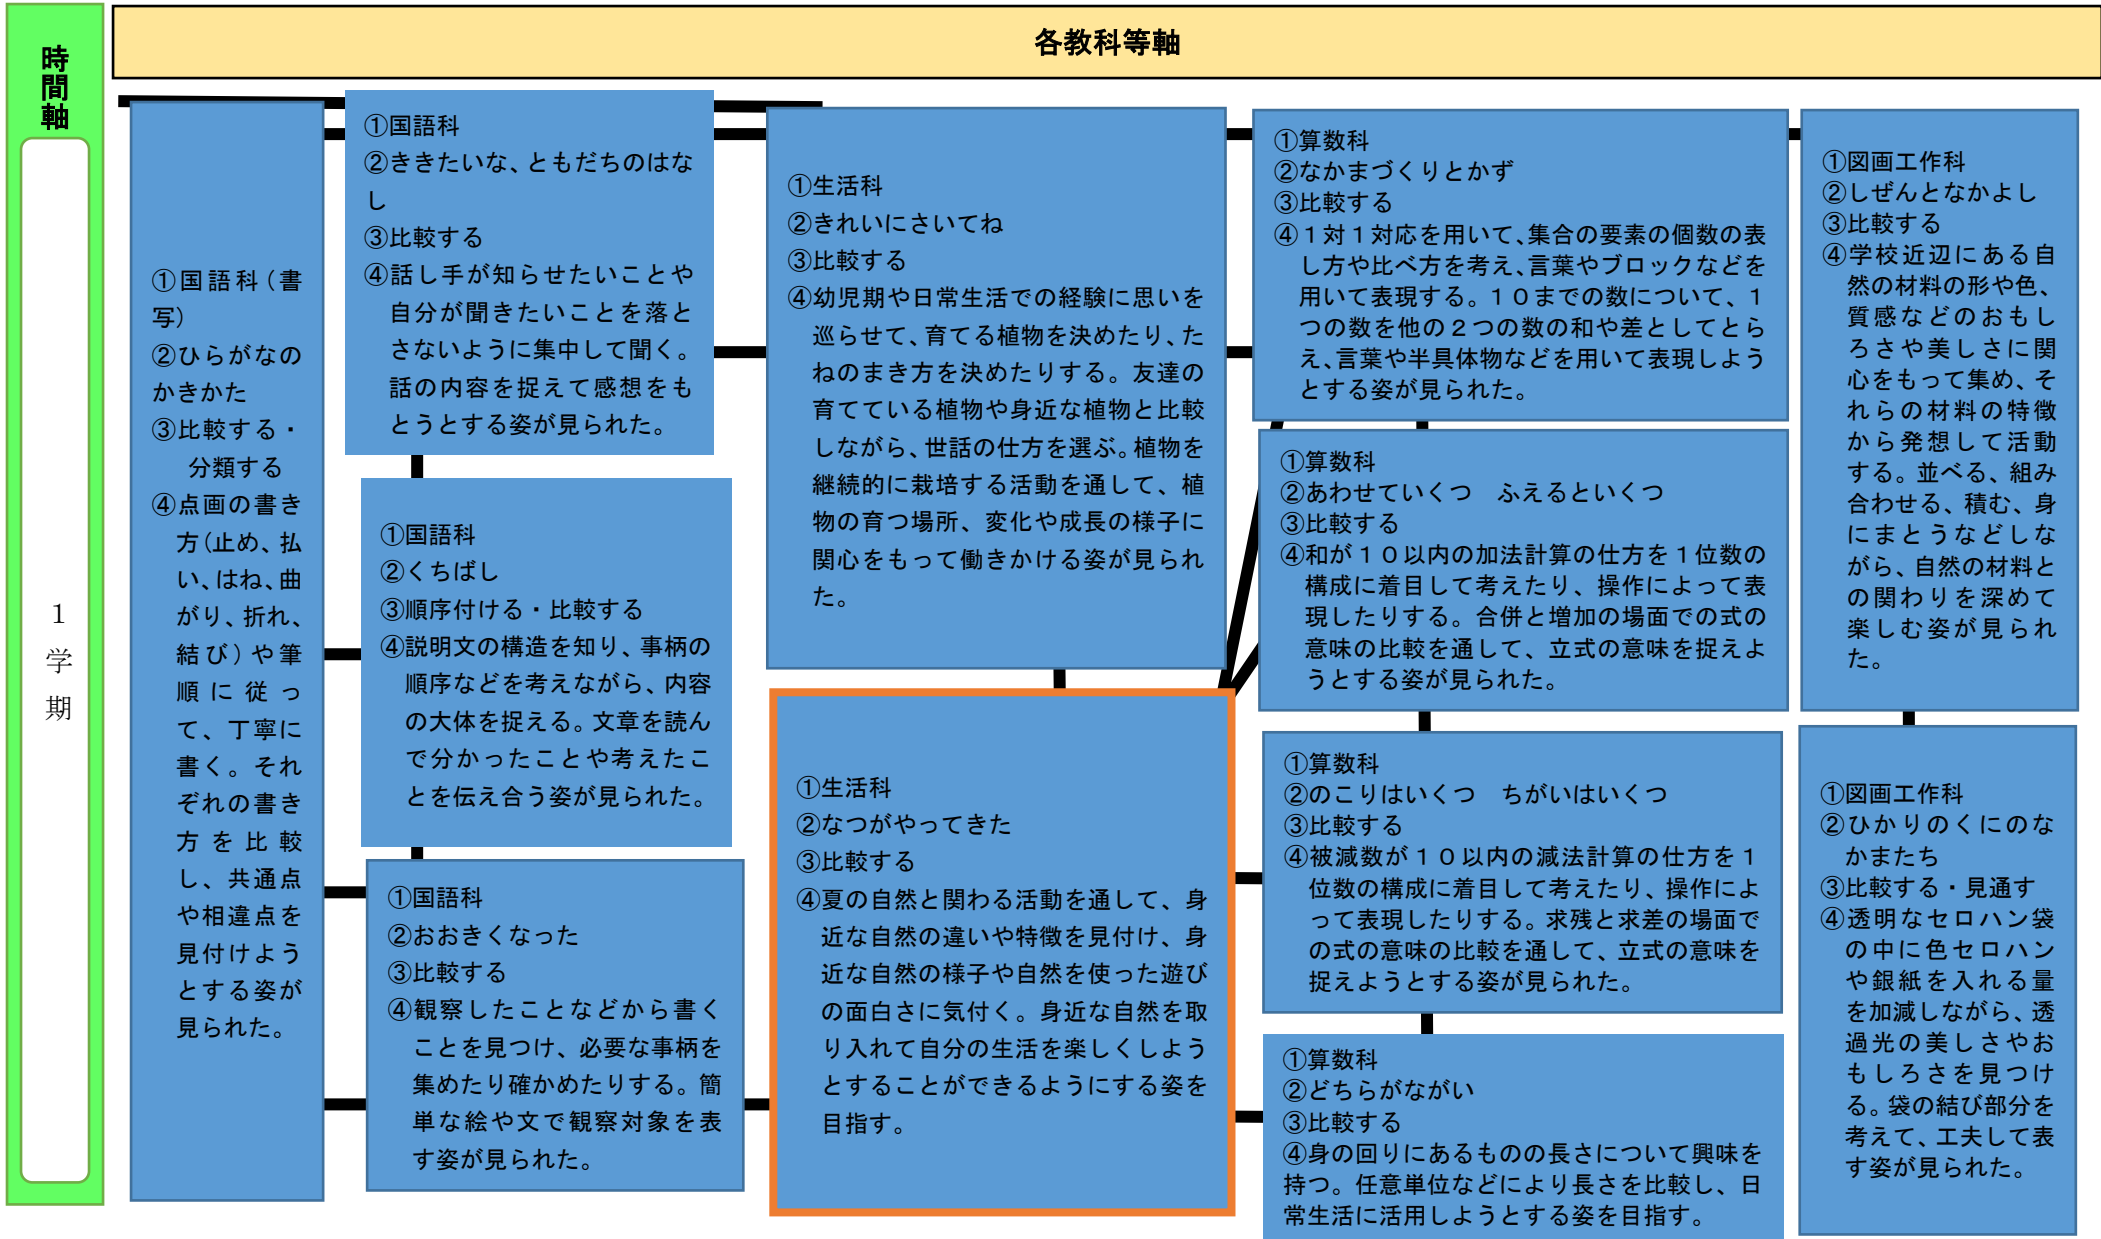 時間軸
1学期
各教科等軸
①国語科（書
写）
②ひらがなの
かきかた
③比較する・
分類する
④点画の書き
方（止め、払
い、はね、曲
がり、折れ、
結び）や筆
順に従っ
て、丁寧に
書く。それ
ぞれの書き
方を比較
し、共通点
や相違点を
見付けよう
とする姿が
見られた。
①国語科
②ききたいな、ともだちのはな
し
③比較する
④話し手が知らせたいことや
自分が聞きたいことを落と
さないように集中して聞く。
話の内容を捉えて感想をも
とうとする姿が見られた。
①国語科
②くちばし
③順序付ける・比較する
④説明文の構造を知り、事柄の
順序などを考えながら、内容
の大体を捉える。文章を読ん
で分かったことや考えたこ
とを伝え合う姿が見られた。
①国語科
②おおきくなった
③比較する
④観察したことなどから書く
ことを見つけ、必要な事柄を
集めたり確かめたりする。簡
単な絵や文で観察対象を表
す姿が見られた。
①生活科
②きれいにさいてね
③比較する
④幼児期や日常生活での経験に思いを
巡らせて、育てる植物を決めたり、た
ねのまき方を決めたりする。友達の
育てている植物や身近な植物と比較
しながら、世話の仕方を選ぶ。植物を
継続的に栽培する活動を通して、植
物の育つ場所、変化や成長の様子に
関心をもって働きかける姿が見られ
た。
①生活科
②なつがやってきた
③比較する
④夏の自然と関わる活動を通して、身
近な自然の違いや特徴を見付け、身
近な自然の様子や自然を使った遊び
の面白さに気付く。身近な自然を取
り入れて自分の生活を楽しくしよう
とすることができるようにする姿を
目指す。
①算数科
②なかまづくりとかず
③比較する
④１対１対応を用いて、集合の要素の個数の表
し方や比べ方を考え、言葉やブロックなどを
用いて表現する。１０までの数について、１
つの数を他の２つの数の和や差としてとら
え、言葉や半具体物などを用いて表現しよう
とする姿が見られた。
①算数科
②あわせていくつ　ふえるといくつ
③比較する
④和が１０以内の加法計算の仕方を１位数の
構成に着目して考えたり、操作によって表
現したりする。合併と増加の場面での式の
意味の比較を通して、立式の意味を捉えよ
うとする姿が見られた。
①算数科
②のこりはいくつ　ちがいはいくつ
③比較する
④被減数が１０以内の減法計算の仕方を１
位数の構成に着目して考えたり、操作によ
って表現したりする。求残と求差の場面で
の式の意味の比較を通して、立式の意味を
捉えようとする姿が見られた。
①算数科
②どちらがながい
③比較する
④身の回りにあるものの長さについて興味を
持つ。任意単位などにより長さを比較し、日
常生活に活用しようとする姿を目指す。
①図画工作科
②しぜんとなかよし
③比較する
④学校近辺にある自
然の材料の形や色、
質感などのおもし
ろさや美しさに関
心をもって集め、そ
れらの材料の特徴
から発想して活動
する。並べる、組み
合わせる、積む、身
にまとうなどしな
がら、自然の材料と
の関わりを深めて
楽しむ姿が見られ
た。
①図画工作科
②ひかりのくにのな
かまたち
③比較する・見通す
④透明なセロハン袋
の中に色セロハン
や銀紙を入れる量
を加減しながら、透
過光の美しさやお
もしろさを見つけ
る。袋の結び部分を
考えて、工夫して表
す姿が見られた。